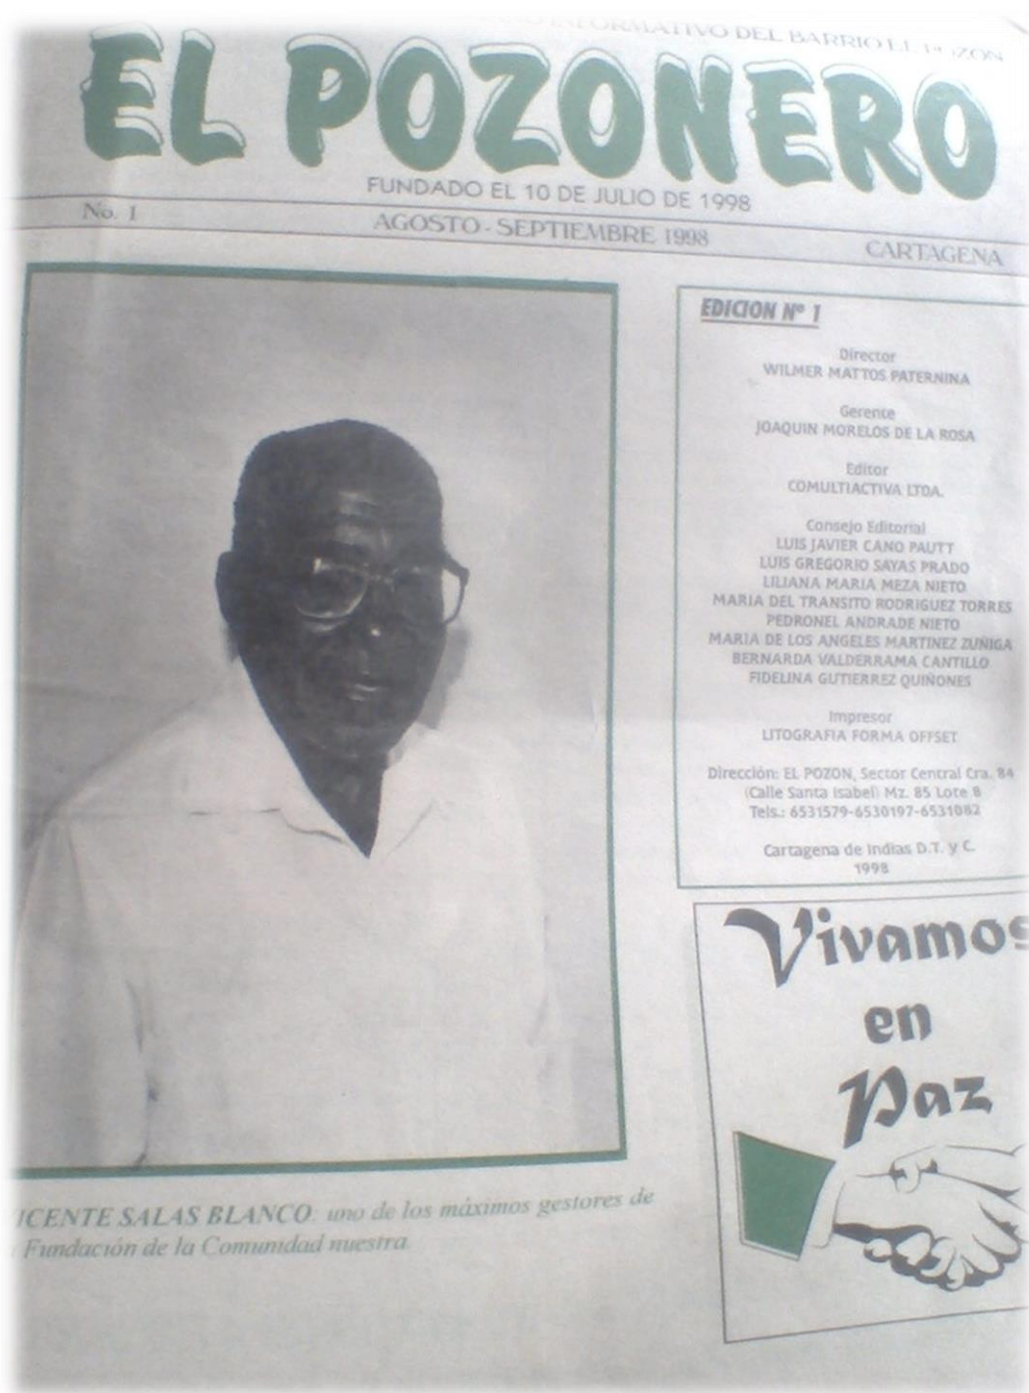 INFORMATIVO DEL BARRIO EL POZON
EL POZONERO
FUNDADO EL 10 DE JULIO DE 1998
No. 1
AGOSTO - SEPTIEMBRE 1998
CARTAGENA
EDICION Nº 1
Director
WILMER MATTOS PATERNINA
Gerente
JOAQUIN MORELOS DE LA ROSA
Editor
COMULTIACTIVA LTDA.
Consejo Editorial
LUIS JAVIER CANO PAUTT
LUIS GREGORIO SAYAS PRADO
LILIANA MARIA MEZA NIETO
MARIA DEL TRANSITO RODRIGUEZ TORRES
PEDRONEL ANDRADE NIETO
MARIA DE LOS ANGELES MARTINEZ ZUÑIGA
BERNARDA VALDERRAMA CANTILLO
FIDELINA GUTIERREZ QUIÑONES
Impresor
LITOGRAFIA FORMA OFFSET
Dirección: EL POZON, Sector Central Cra. 84
(Calle Santa Isabel) Mz. 85 Lote 8
Tels.: 6531579-6530197-6531082
Cartagena de Indias D.T. y C.
1998
Vivamos
en
Paz
ICENTE SALAS BLANCO: uno de los máximos gestores de
Fundación de la Comunidad nuestra.